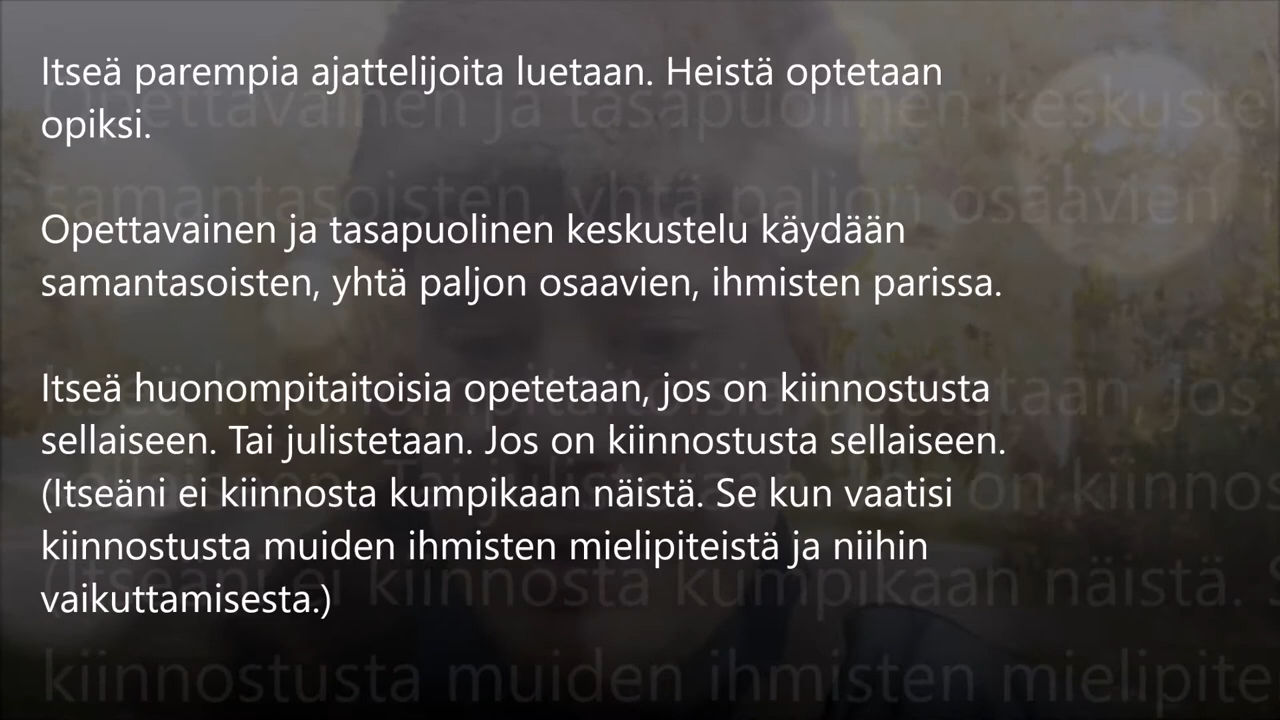 Itseä parempia ajattelijoita luetaan. Heistä optetaan
opiksi.
Opettavainen ja tasapuolinen keskustelu käydään
samantasoisten, yhtä paljon osaavien, ihmisten parissa.
Itseä huonompitaitoisia opetetaan, jos on kiinnostusta
sellaiseen. Tai julistetaan. Jos on kiinnostusta sellaiseen.
(Itseäni ei kiinnosta kumpikaan näistä. Se kun vaatisi
kiinnostusta muiden ihmisten mielipiteistä ja niihin
vaikuttamisesta.)